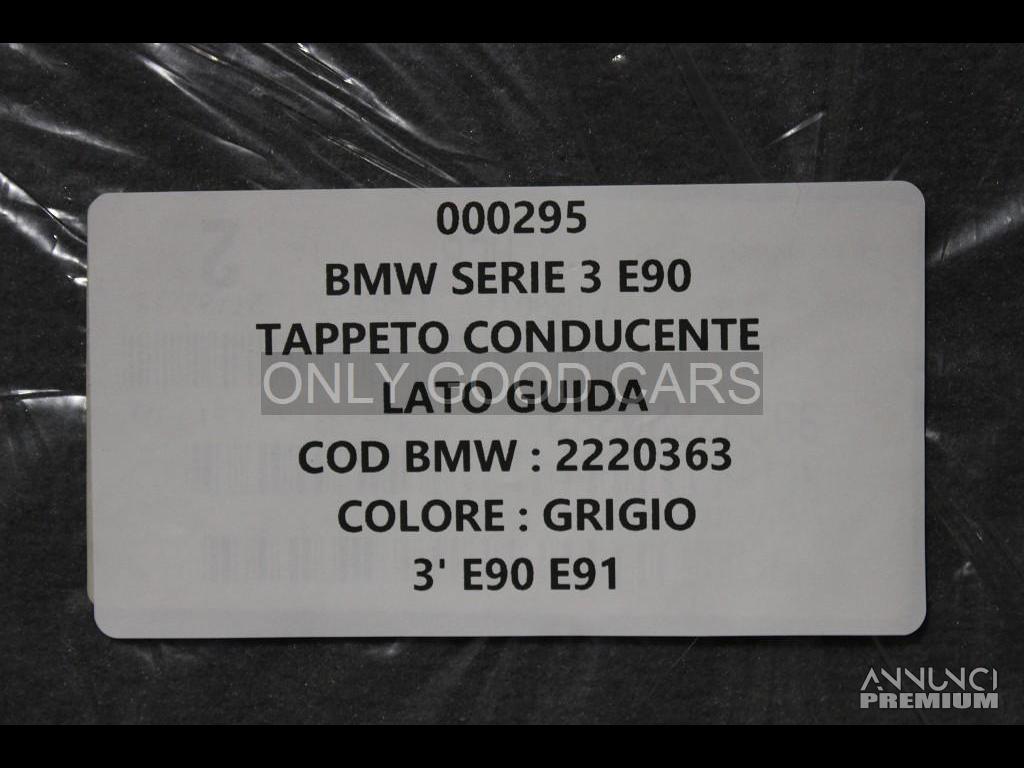 000295
BMW SERIE 3 E90
TAPPETO CONDUCENTE
ONLY GOOD CARS
LATO GUIDA
COD BMW : 2220363
COLORE : GRIGIO
3' E90 E91
ANNUNCI
PREMIUM